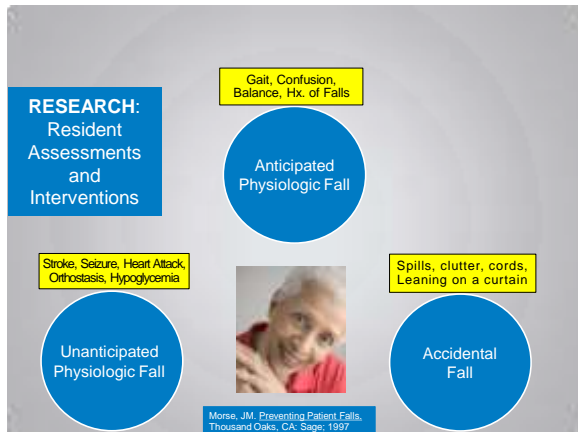 RESEARCH:
Resident
Assessments
and
Interventions
Gait, Confusion,
Balance, Hx. of Falls
Anticipated
Physiologic Fall
Stroke, Seizure, Heart Attack,
Orthostasis, Hypoglycemia
Unanticipated
Physiologic Fall
Spills, clutter, cords,
Leaning on a curtain
Accidental
Fall
Morse, JM. Preventing Patient Falls.
Thousand Oaks, CA: Sage; 1997